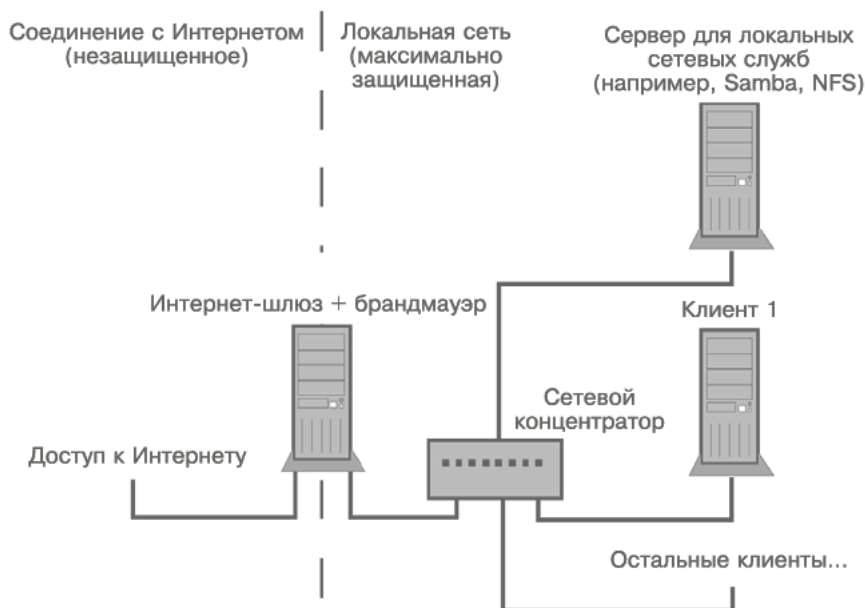 Соединение с Интернетом
(незащищенное)
Локальная сеть
(максимально
защищенная)
Сервер для локальных
сетевых служб
(например, Samba, NFS)
Интернет-шлюз + брандмауэр
Клиент 1
Сетевой
концентратор
Доступ к Интернету
Остальные клиенты...